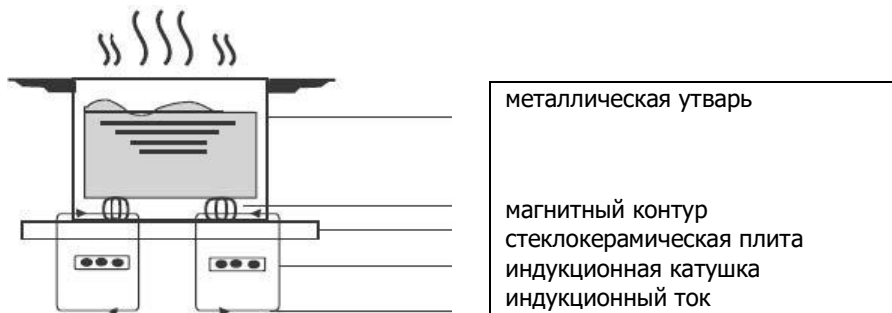 металлическая утварь
магнитный контур
стеклокерамическая плита
индукционная катушка
индукционный ток